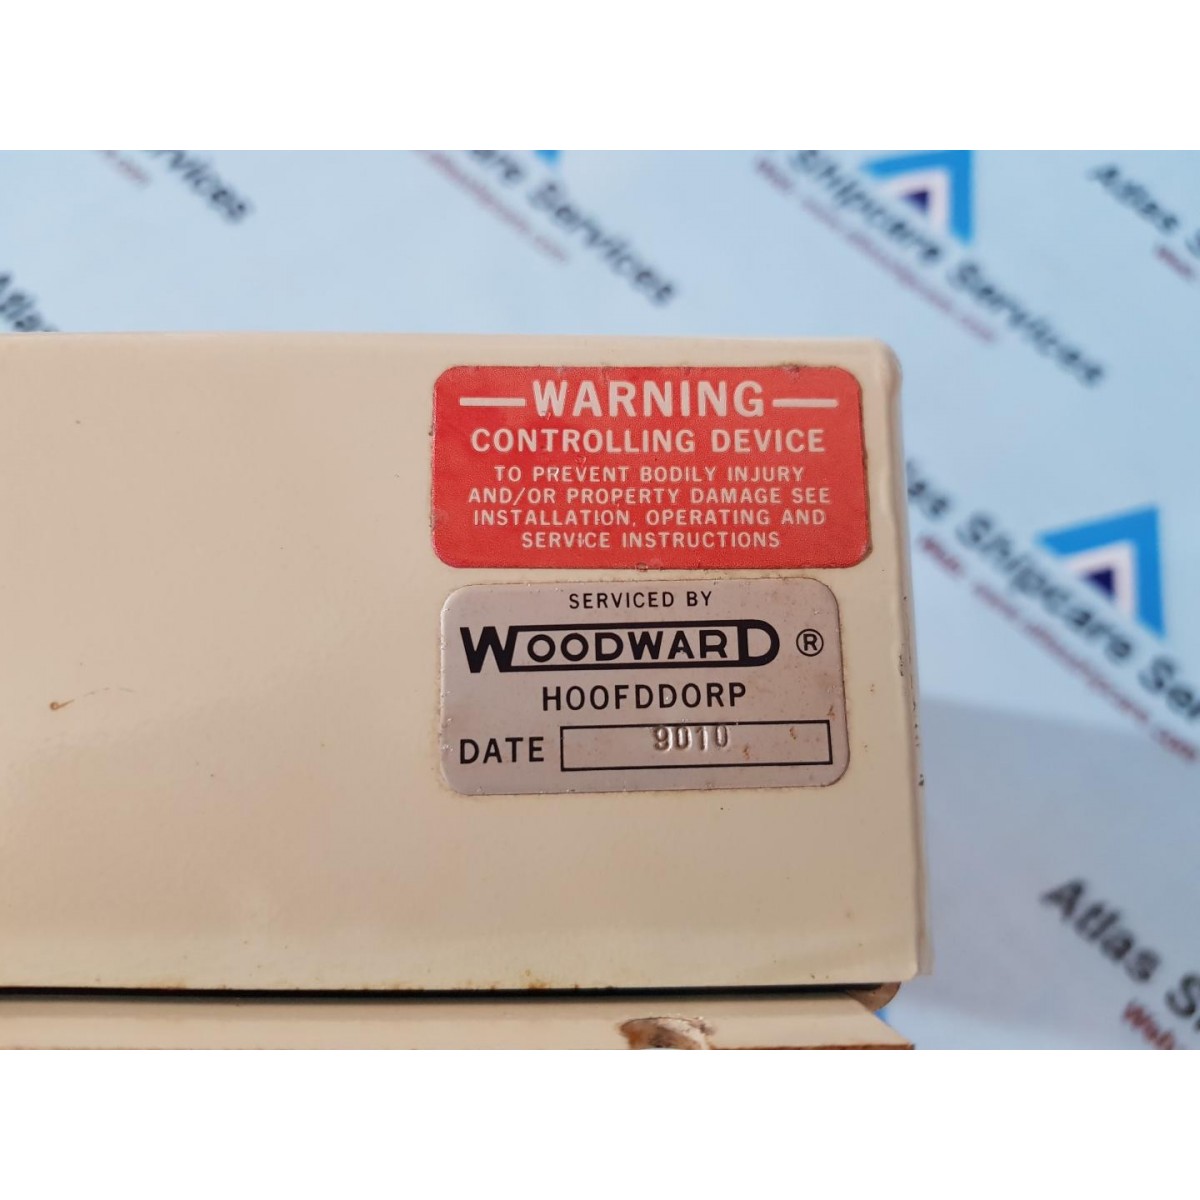 Services
Shipcare Services
Atlas
Atlas
— WARNING —
CONTROLLING DEVICE
TO PREVENT BODILY INJURY
AND/OR PROPERTY DAMAGE SEE
INSTALLATION, OPERATING AND
SERVICE INSTRUCTIONS
SERVICED BY
WOODWARD ®
HOOFDDORP
DATE 9010
Shipcare
Atlas